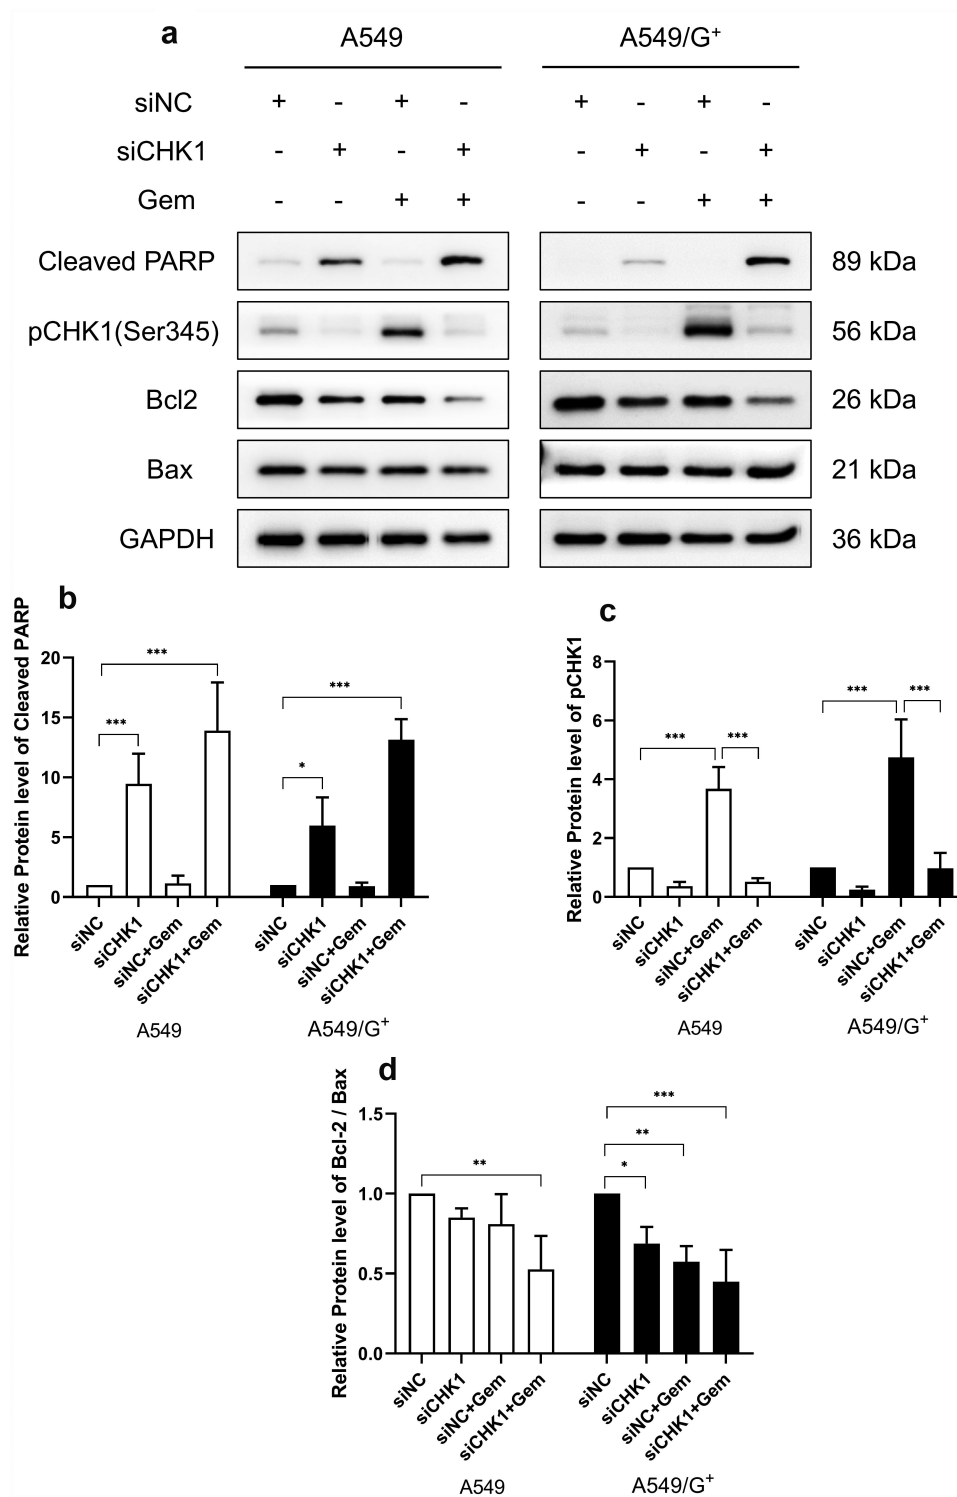 a
A549 A549/G+
siNC + - + - + - + -
siCHK1 - + - + - + - +
Gem - - + + - - + +
Cleaved PARP 89 kDa
pCHK1(Ser345) 56 kDa
Bcl2 26 kDa
Bax 21 kDa
GAPDH 36 kDa
b
Relative Protein level of Cleaved PARP
20
15
10
5
0
*** *** * ***
siNC siCHK1 siNC+Gem siCHK1+Gem siNC siCHK1 siNC+Gem siCHK1+Gem
A549 A549/G+
c
Relative Protein level of pCHK1
8
6
4
2
0
*** *** *** ***
siNC siCHK1 siNC+Gem siCHK1+Gem siNC siCHK1 siNC+Gem siCHK1+Gem
A549 A549/G+
d
Relative Protein level of Bcl-2 / Bax
1.5
1.0
0.5
0.0
** * ** ***
siNC siCHK1 siNC+Gem siCHK1+Gem siNC siCHK1 siNC+Gem siCHK1+Gem
A549 A549/G+